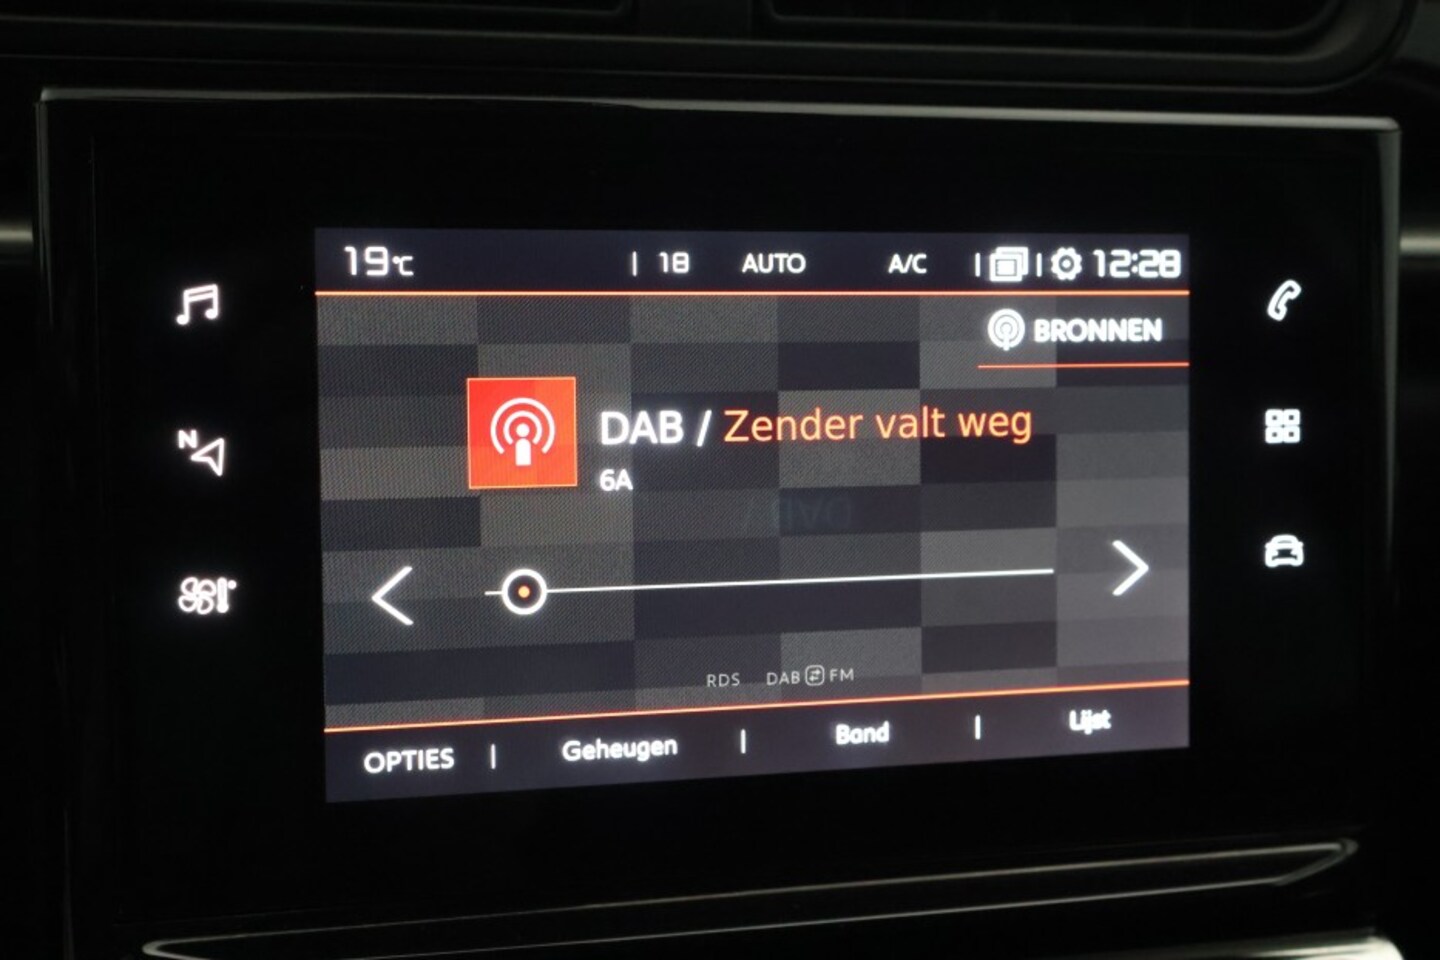 19°C | 18 AUTO A/C | | 12:28
BRONNEN
DAB / Zender valt weg
6A
RDS DAB FM
OPTIES | Geheugen | Band | Lijst
N